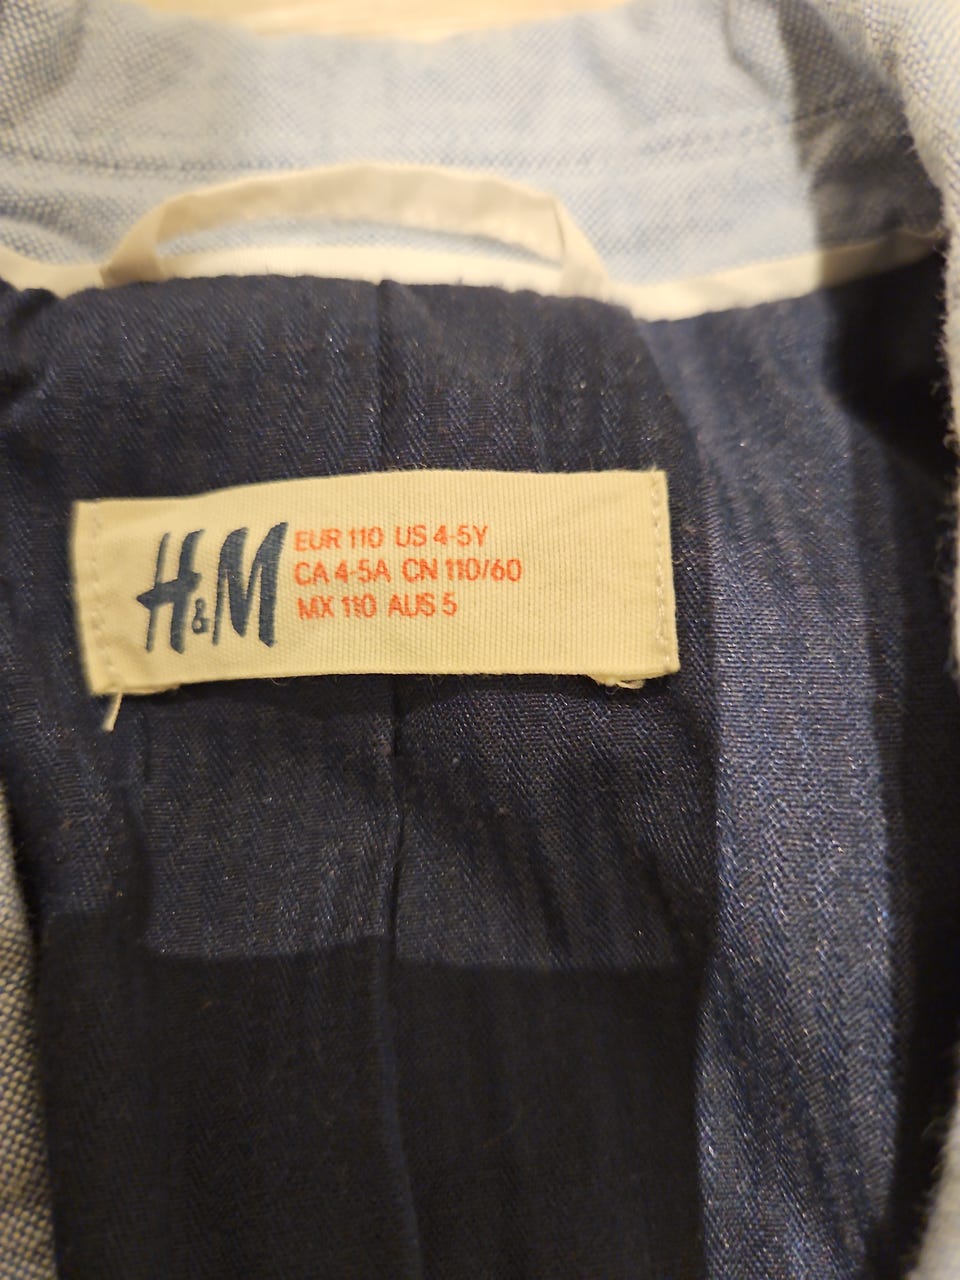 H&M
EUR 110 US 4-5Y
CA 4-5A CN 110/60
MX 110 AUS 5